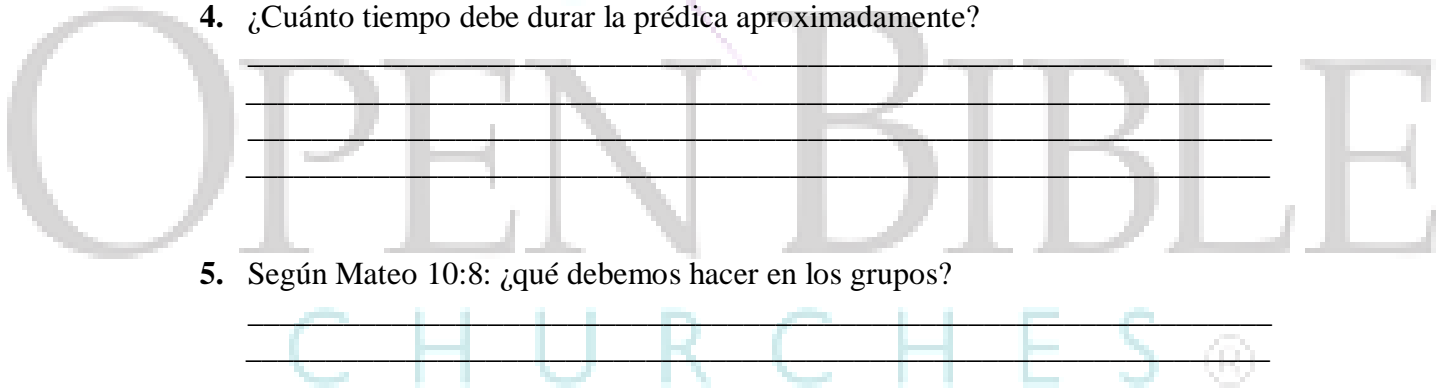 4. ¿Cuánto tiempo debe durar la prédica aproximadamente?
OPEN BIBLE
5. Según Mateo 10:8: ¿qué debemos hacer en los grupos?
CHURCHES®